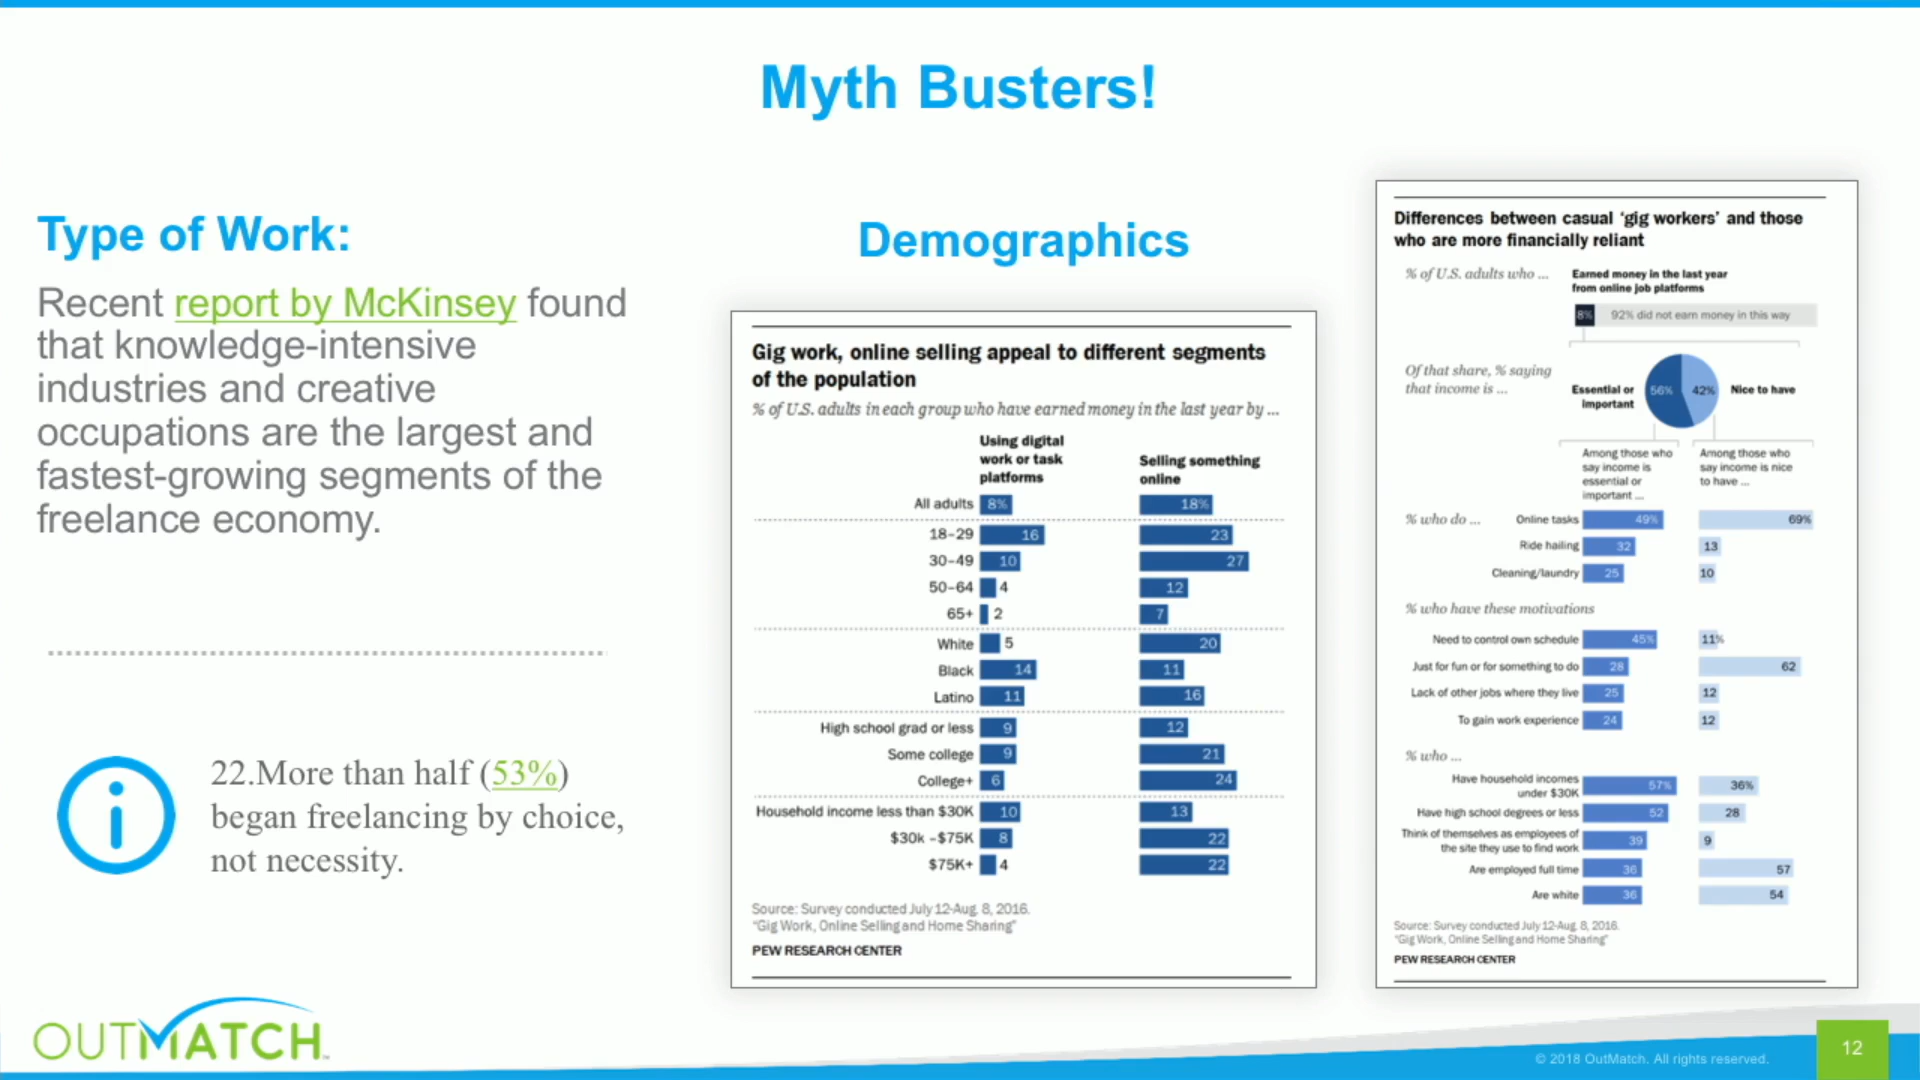 Myth Busters!
Type of Work:
Recent report by McKinsey found
that knowledge-intensive
industries and creative
occupations are the largest and
fastest-growing segments of the
freelance economy.
22.More than half (53%)
began freelancing by choice,
not necessity.
Demographics
Gig work, online selling appeal to different segments
of the population
% of U.S. adults in each group who have earned money in the last year by ...
Using digital
work or task
platforms
Selling something
online
All adults 8% 18%
18–29 16 23
30–49 10 27
50–64 4 12
65+ 2 7
White 5 20
Black 14 11
Latino 11 16
High school grad or less 9 12
Some college 9 21
College+ 6 24
Household income less than $30K 10 13
$30k –$75K 8 22
$75K+ 4 22
Source: Survey conducted July 12-Aug. 8, 2016.
"Gig Work, Online Selling and Home Sharing"
PEW RESEARCH CENTER
Differences between casual 'gig workers' and those
who are more financially reliant
% of U.S. adults who ...
Earned money in the last year
from online job platforms
8% 92% did not earn money in this way
Of that share, % saying
that income is ...
Essential or
important
56% 42%
Nice to have
Among those who
say income is
essential or
important ...
Among those who
say income is nice
to have ...
% who do ...
Online tasks 49% 69%
Ride hailing 32 13
Cleaning/laundry 25 10
% who have these motivations
Need to control own schedule 45% 11%
Just for fun or for something to do 28 62
Lack of other jobs where they live 25 12
To gain work experience 24 12
% who ...
Have household incomes
under $30K 57% 36%
Have high school degrees or less 52 28
Think of themselves as employees of
the site they use to find work 39 9
Are employed full time 36 57
Are white 36 54
Source: Survey conducted July 12-Aug. 8, 2016.
"Gig Work, Online Selling and Home Sharing"
PEW RESEARCH CENTER
OUTMATCH™
© 2018 OutMatch. All rights reserved.
12